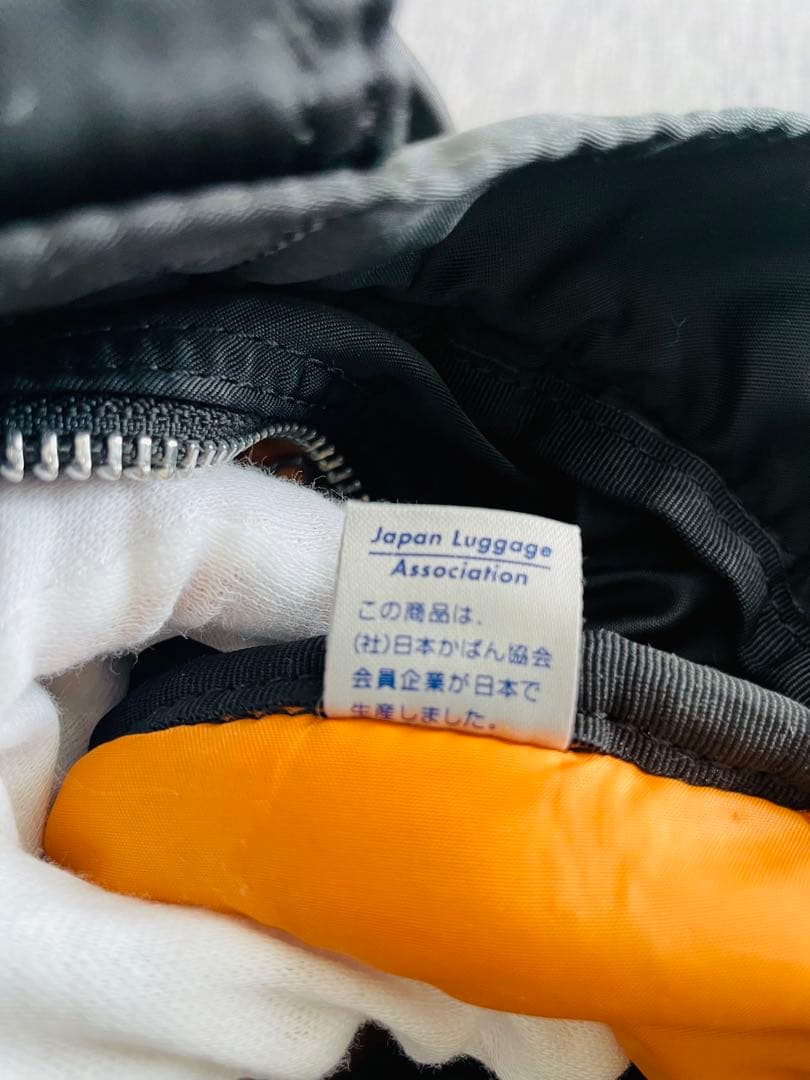 Japan Luggage
Association
この商品は、
(社)日本かばん協会
会員企業が日本で
生産しました。